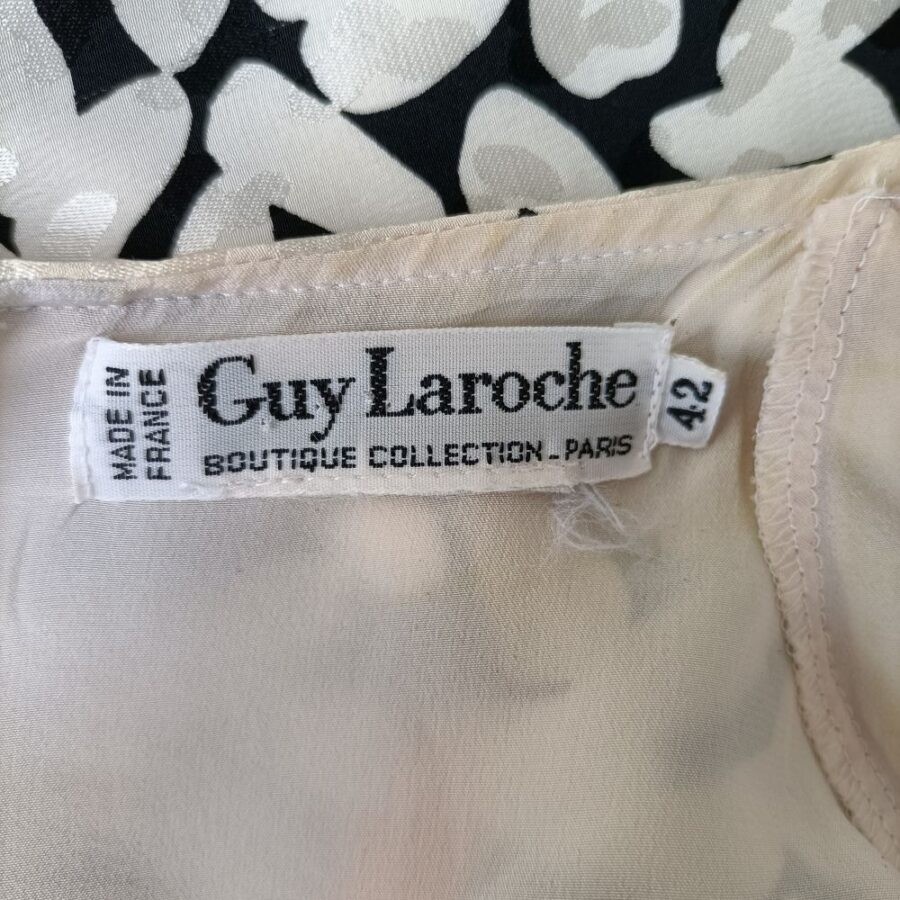 MADE IN
FRANCE
Guy Laroche
BOUTIQUE COLLECTION - PARIS
42